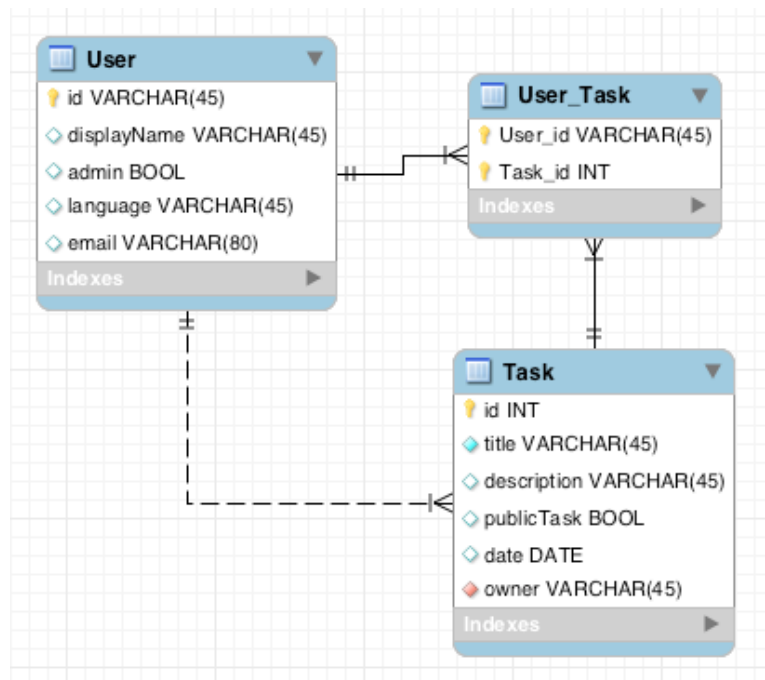 User
id VARCHAR(45)
displayName VARCHAR(45)
admin BOOL
language VARCHAR(45)
email VARCHAR(80)
Indexes
User_Task
User_id VARCHAR(45)
Task_id INT
Indexes
Task
id INT
title VARCHAR(45)
description VARCHAR(45)
publicTask BOOL
date DATE
owner VARCHAR(45)
Indexes